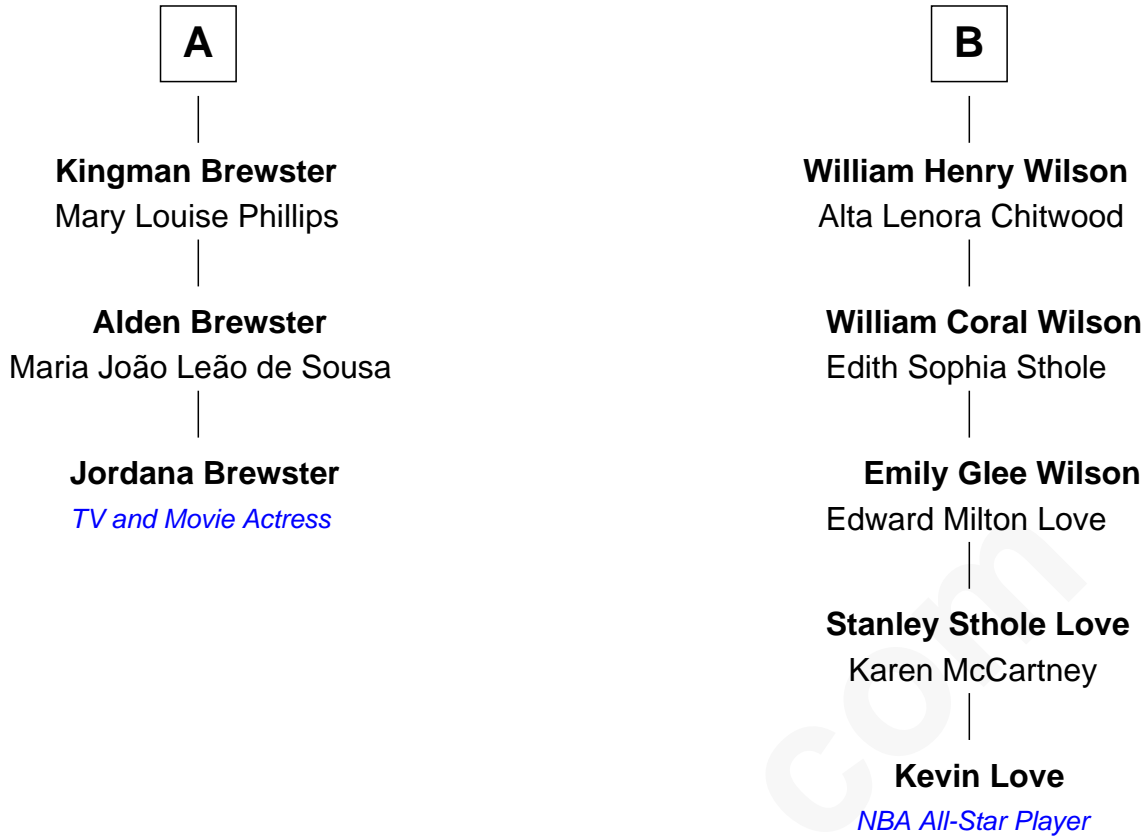 A
Kingman Brewster
Mary Louise Phillips
Alden Brewster
Maria João Leão de Sousa
Jordana Brewster
TV and Movie Actress
B
William Henry Wilson
Alta Lenora Chitwood
William Coral Wilson
Edith Sophia Sthole
Emily Glee Wilson
Edward Milton Love
Stanley Sthole Love
Karen McCartney
Kevin Love
NBA All-Star Player
com